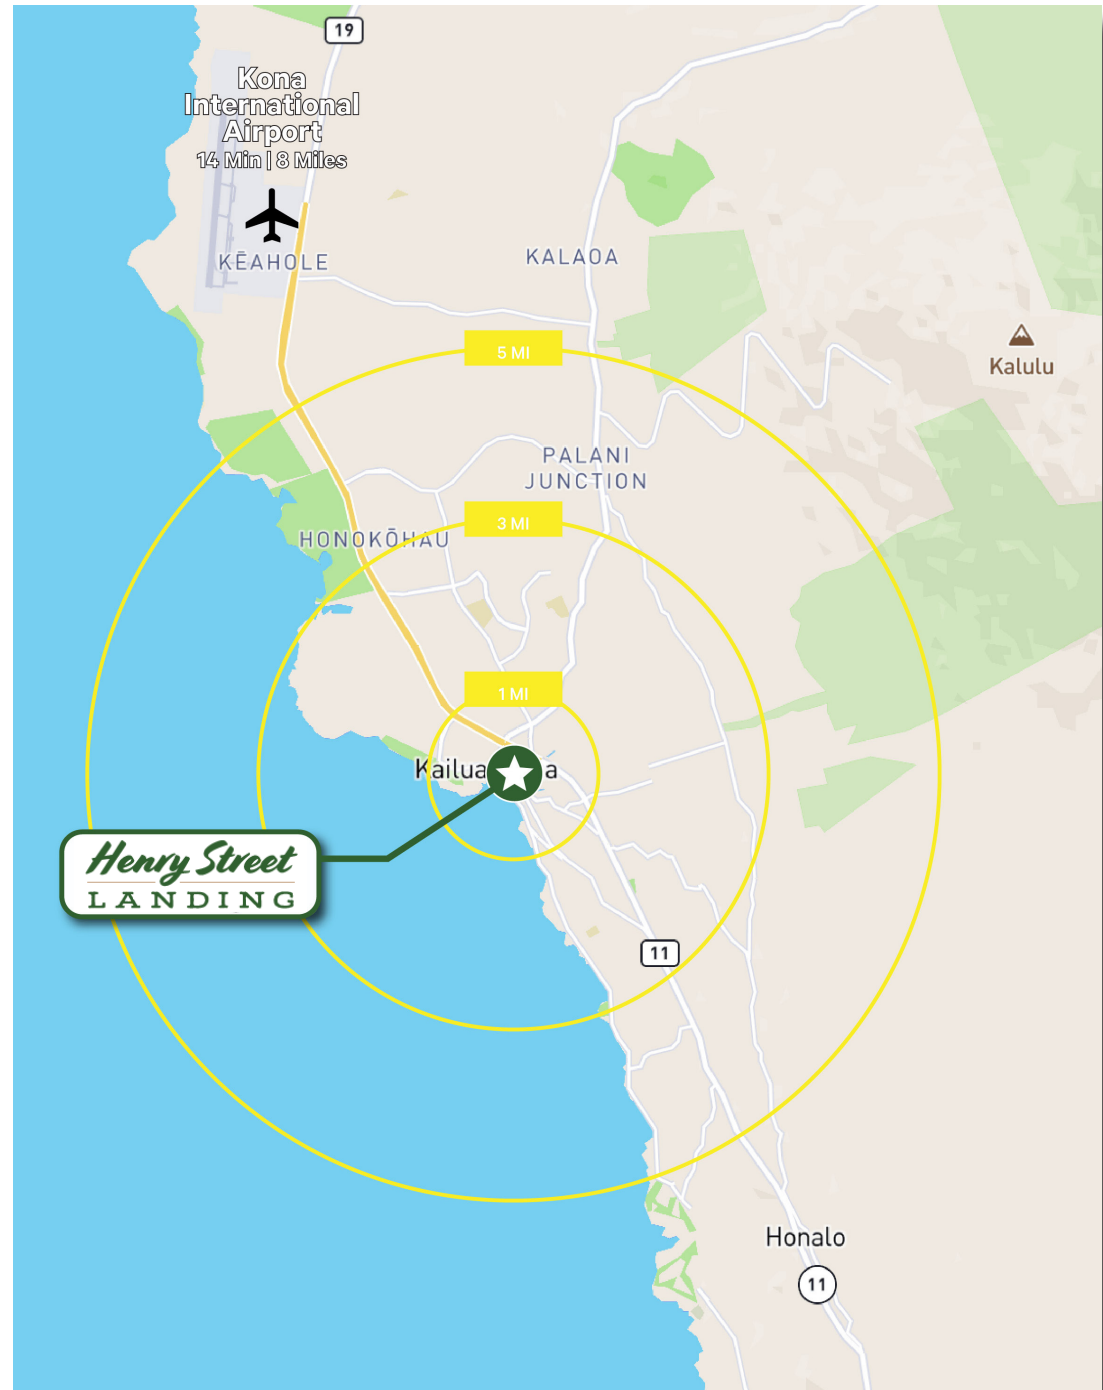 19
Kona
International
Airport
14 Min | 8 Miles
KĒAHOLE
KALAOA
5 MI
Kalulu
PALANI
JUNCTION
3 MI
HONOKŌHAU
1 MI
Kailua a
Henry Street
LANDING
11
Honalo
11